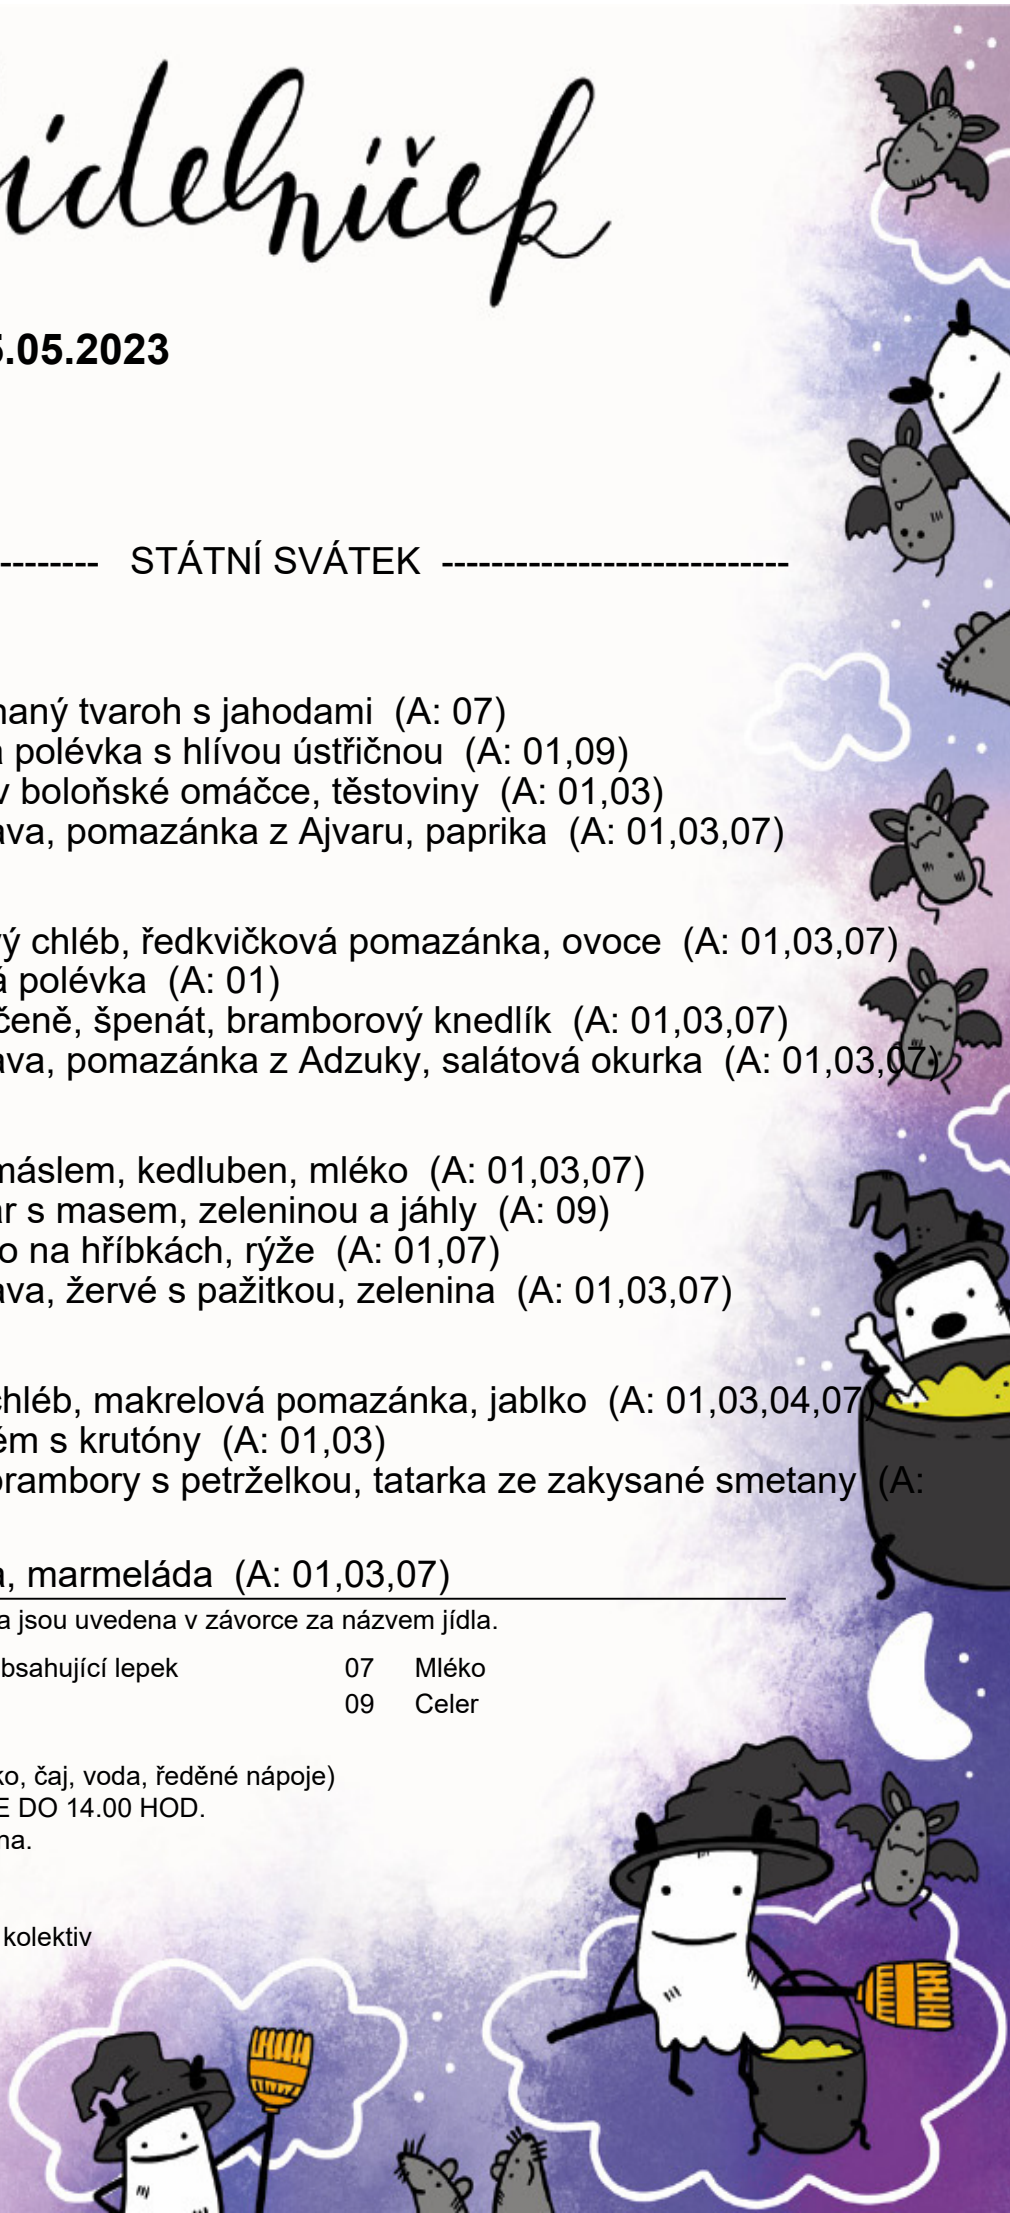 ídelníček
5.05.2023
-------- STÁTNÍ SVÁTEK ----------------------------
haný tvaroh s jahodami (A: 07)
á polévka s hlívou ústřičnou (A: 01,09)
v boloňské omáčce, těstoviny (A: 01,03)
ava, pomazánka z Ajvaru, paprika (A: 01,03,07)
vý chléb, ředkvičková pomazánka, ovoce (A: 01,03,07)
á polévka (A: 01)
čeně, špenát, bramborový knedlík (A: 01,03,07)
ava, pomazánka z Adzuky, salátová okurka (A: 01,03,07)
máslem, kedluben, mléko (A: 01,03,07)
ar s masem, zeleninou a jáhly (A: 09)
o na hříbkách, rýže (A: 01,07)
ava, žervé s pažitkou, zelenina (A: 01,03,07)
chléb, makrelová pomazánka, jablko (A: 01,03,04,07)
ém s krutóny (A: 01,03)
brambory s petrželkou, tatarka ze zakysané smetany (A:
a, marmeláda (A: 01,03,07)
a jsou uvedena v závorce za názvem jídla.
bsahující lepek 07 Mléko
09 Celer
ko, čaj, voda, ředěné nápoje)
E DO 14.00 HOD.
na.
kolektiv